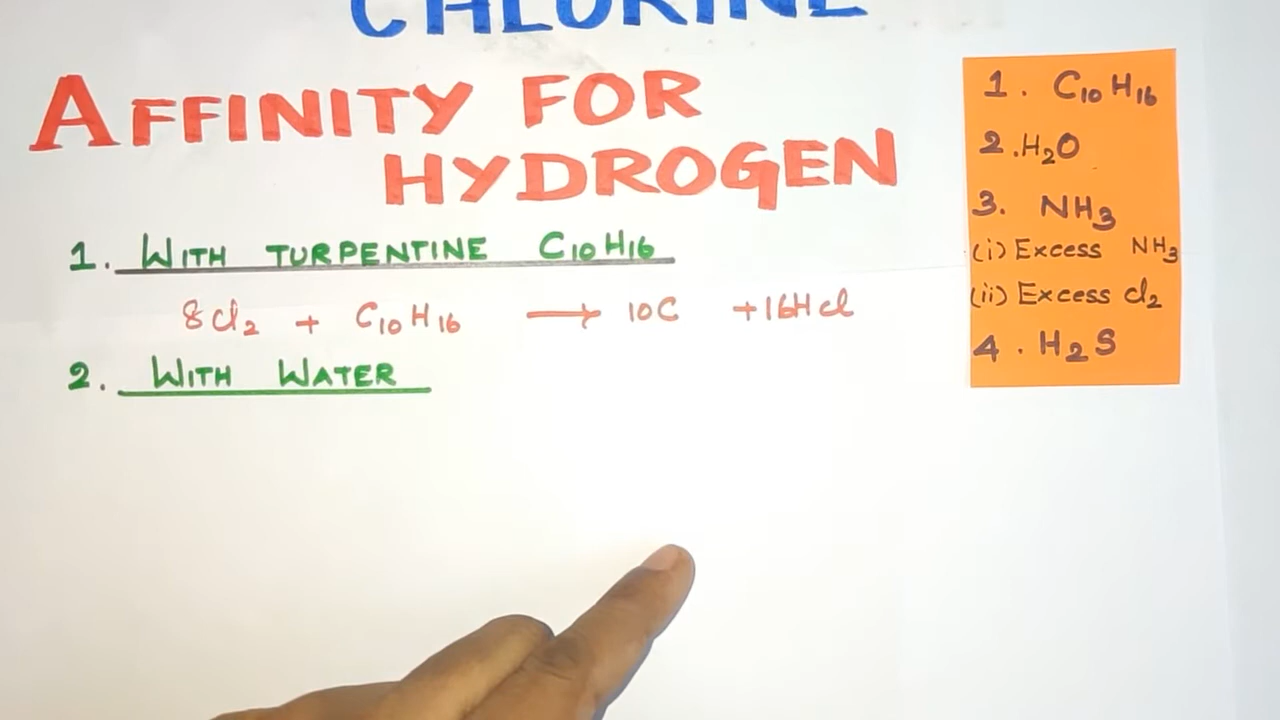 CHLORINE
AFFINITY FOR
HYDROGEN
1. WITH TURPENTINE C₁₀H₁₆
8Cl₂ + C₁₀H₁₆ ⟶ 10C +16HCl
2. WITH WATER
1. C₁₀H₁₆
2.H₂O
3. NH₃
(i) Excess NH₃
(ii) Excess Cl₂
4. H₂S